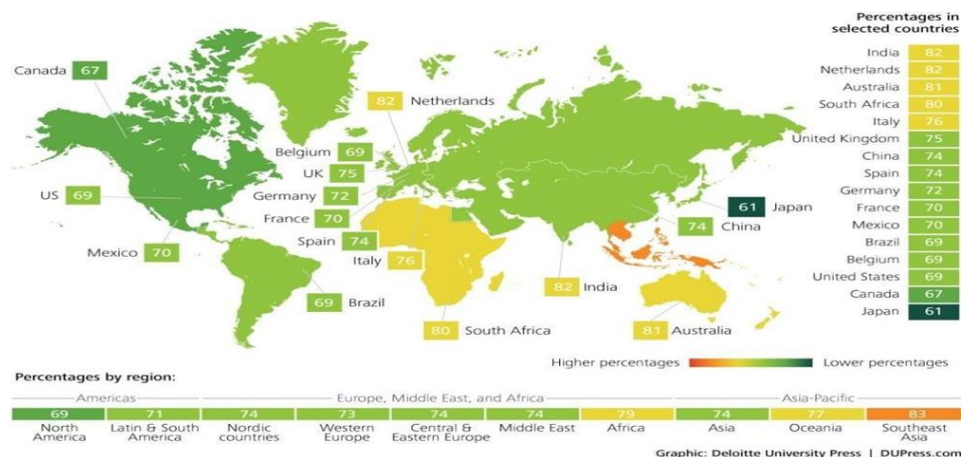 Percentages in
selected countries
India 82
Netherlands 82
Australia 81
South Africa 80
Italy 76
United Kingdom 75
China 74
Spain 74
Germany 72
France 70
Mexico 70
Brazil 69
Belgium 69
United States 69
Canada 67
Japan 61
Canada 67
82 Netherlands
Belgium 69
UK 75
US 69
Germany 72
61 Japan
France 70
74 China
Mexico 70
Spain 74
Italy 76
82 India
69 Brazil
80 South Africa
81 Australia
Higher percentages
Lower percentages
Percentages by region:
Americas
Europe, Middle East, and Africa
Asia-Pacific
69 71 74 73 74 74 79 74 77 83
North America
Latin & South America
Nordic countries
Western Europe
Central & Eastern Europe
Middle East
Africa
Asia
Oceania
Southeast Asia
Graphic: Deloitte University Press | DUPress.com